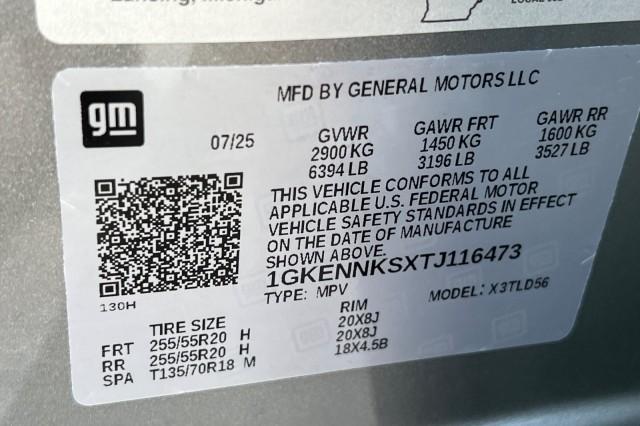 Lansing, Michigan
gm
MFD BY GENERAL MOTORS LLC
07/25
GVWR
2900 KG
6394 LB
GAWR FRT
1450 KG
3196 LB
GAWR RR
1600 KG
3527 LB
THIS VEHICLE CONFORMS TO ALL
APPLICABLE U.S. FEDERAL MOTOR
VEHICLE SAFETY STANDARDS IN EFFECT
ON THE DATE OF MANUFACTURE
SHOWN ABOVE.
1GKENNKSXTJ116473
TYPE: MPV
MODEL: X3TLD56
130H
TIRE SIZE
RIM
FRT 255/55R20 H 20X8J
RR 255/55R20 H 20X8J
SPA T135/70R18 M 18X4.5B